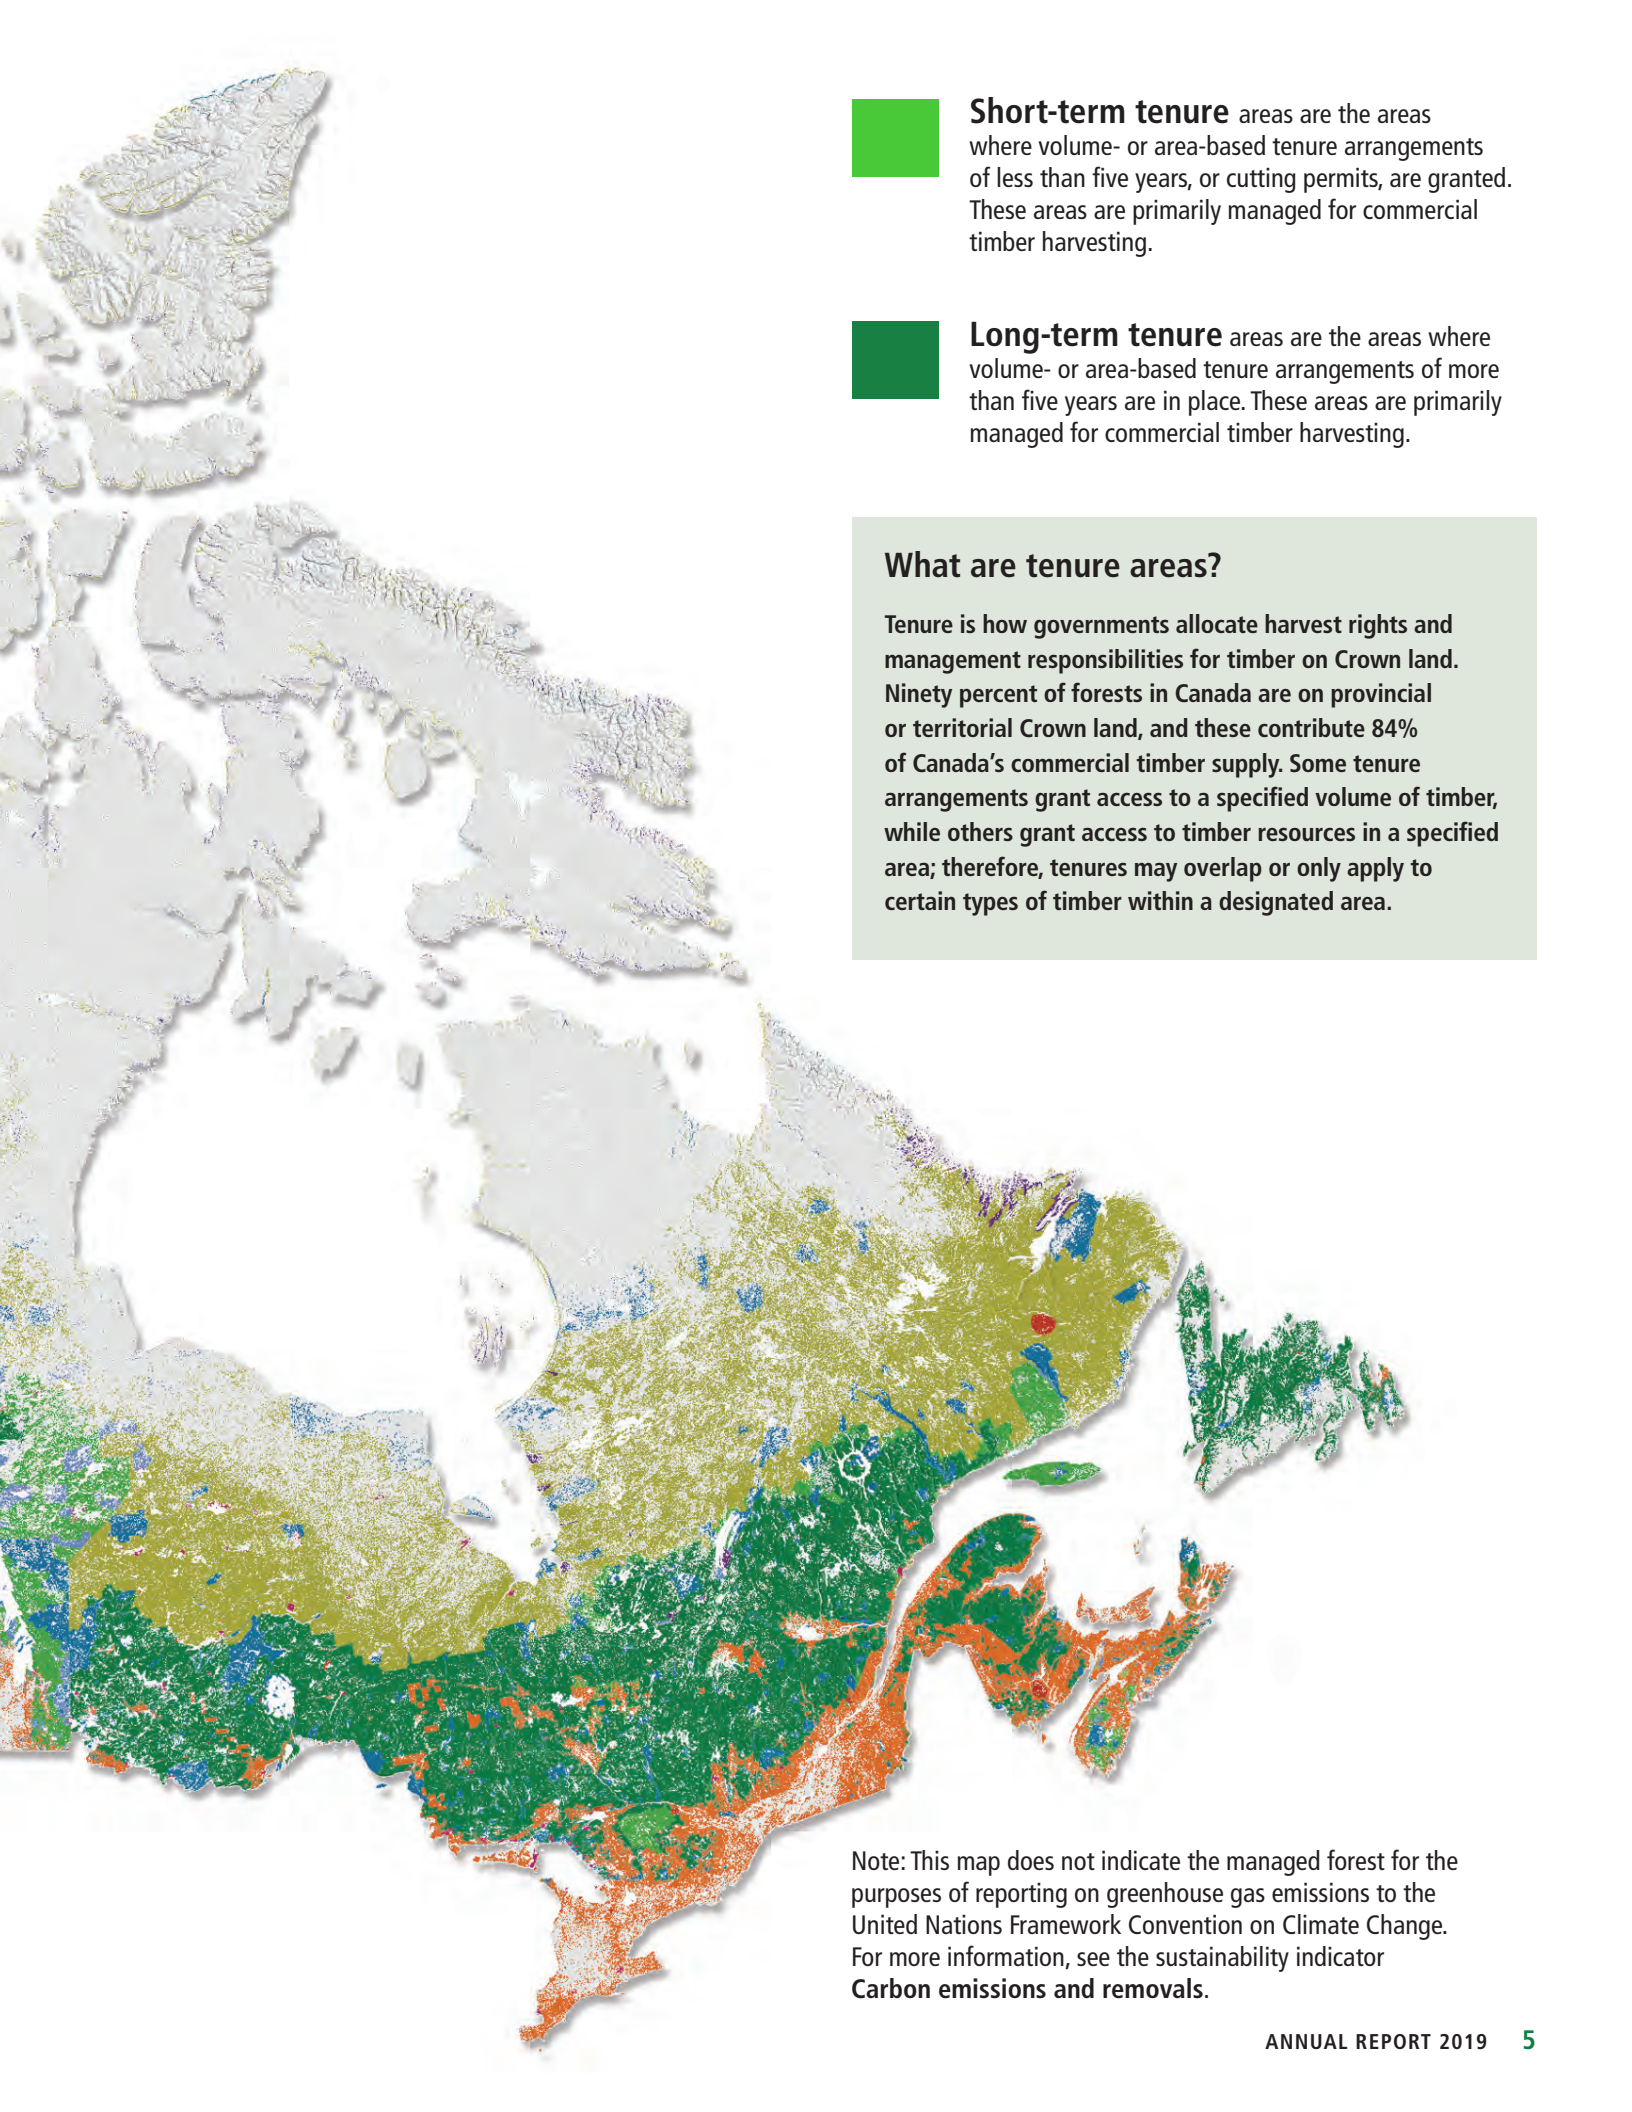 Short-term tenure areas are the areas
where volume- or area-based tenure arrangements
of less than five years, or cutting permits, are granted.
These areas are primarily managed for commercial
timber harvesting.
Long-term tenure areas are the areas where
volume- or area-based tenure arrangements of more
than five years are in place. These areas are primarily
managed for commercial timber harvesting.
What are tenure areas?
Tenure is how governments allocate harvest rights and
management responsibilities for timber on Crown land.
Ninety percent of forests in Canada are on provincial
or territorial Crown land, and these contribute 84%
of Canada’s commercial timber supply. Some tenure
arrangements grant access to a specified volume of timber,
while others grant access to timber resources in a specified
area; therefore, tenures may overlap or only apply to
certain types of timber within a designated area.
Note: This map does not indicate the managed forest for the
purposes of reporting on greenhouse gas emissions to the
United Nations Framework Convention on Climate Change.
For more information, see the sustainability indicator
Carbon emissions and removals.
ANNUAL REPORT 2019 5